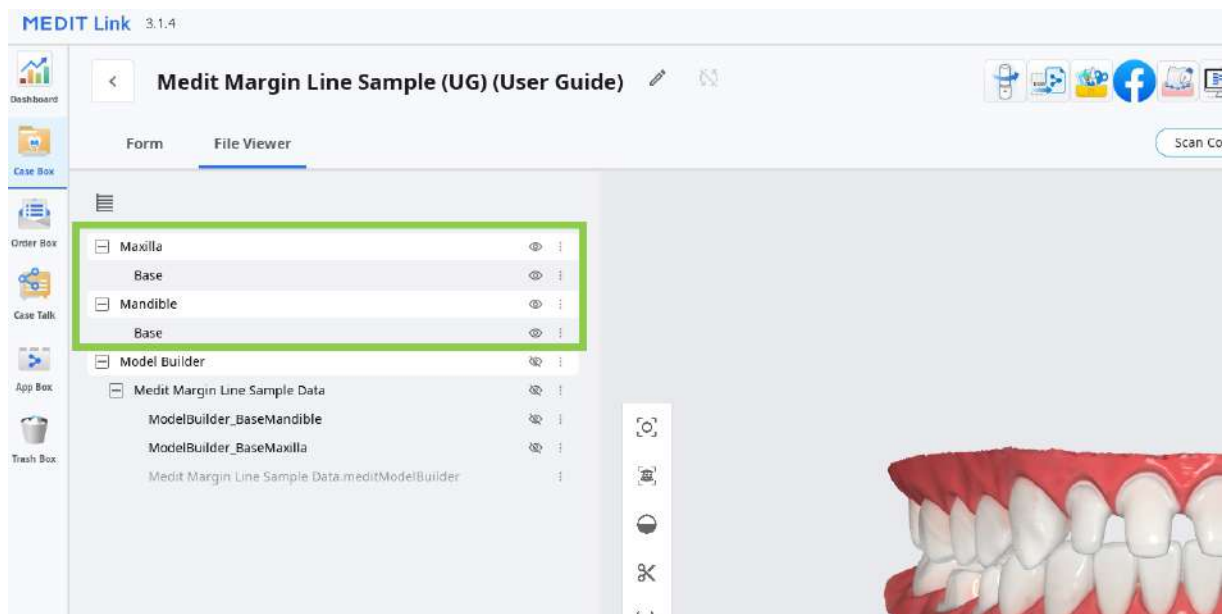 MEDIT Link 3.1.4
Dashboard
Medit Margin Line Sample (UG) (User Guide)
Form
File Viewer
Scan Co
Case Box
Order Box
Case Talk
App Box
Trash Box
Maxilla
Base
Mandible
Base
Model Builder
Medit Margin Line Sample Data
ModelBuilder_BaseMandible
ModelBuilder_BaseMaxilla
Medit Margin Line Sample Data.meditModelBuilder